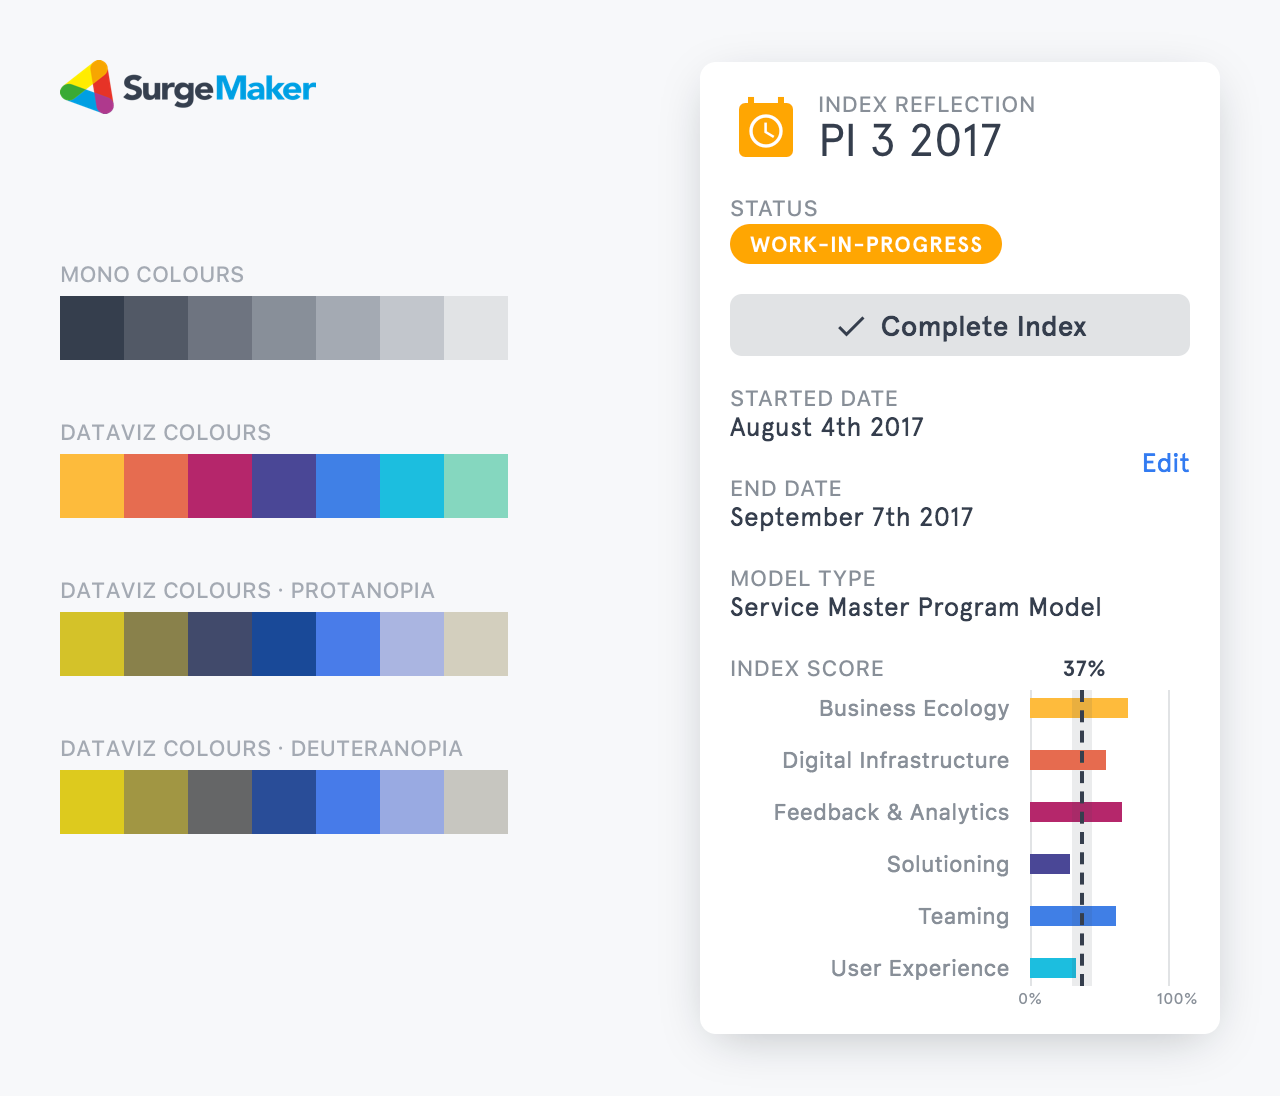 SurgeMaker
MONO COLOURS
DATAVIZ COLOURS
DATAVIZ COLOURS · PROTANOPIA
DATAVIZ COLOURS · DEUTERANOPIA
INDEX REFLECTION
PI 3 2017
STATUS
WORK-IN-PROGRESS
Complete Index
STARTED DATE
August 4th 2017
Edit
END DATE
September 7th 2017
MODEL TYPE
Service Master Program Model
INDEX SCORE 37%
Business Ecology
Digital Infrastructure
Feedback & Analytics
Solutioning
Teaming
User Experience
0% 100%